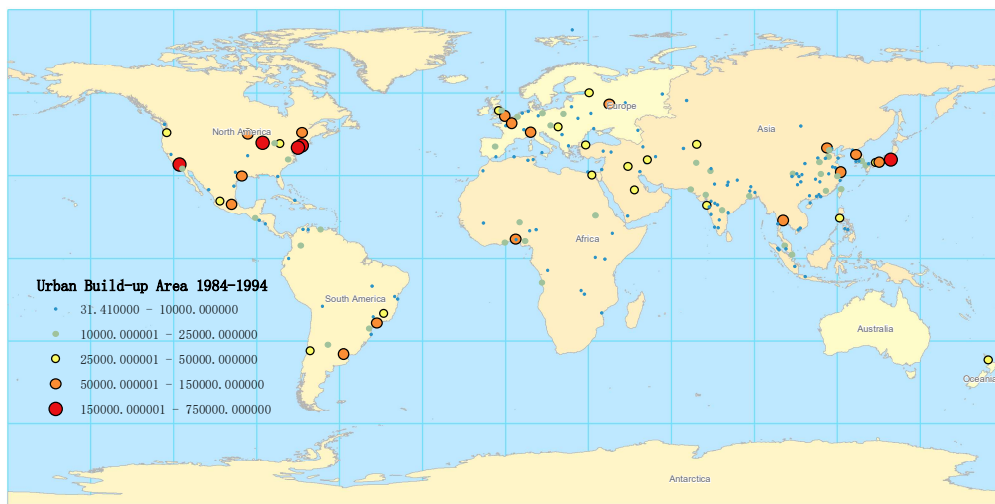 Europe
North America
Asia
Africa
Urban Build-up Area 1984-1994
31.410000 - 10000.000000
South America
10000.000001 - 25000.000000
Australia
25000.000001 - 50000.000000
Oceania
50000.000001 - 150000.000000
150000.000001 - 750000.000000
Antarctica